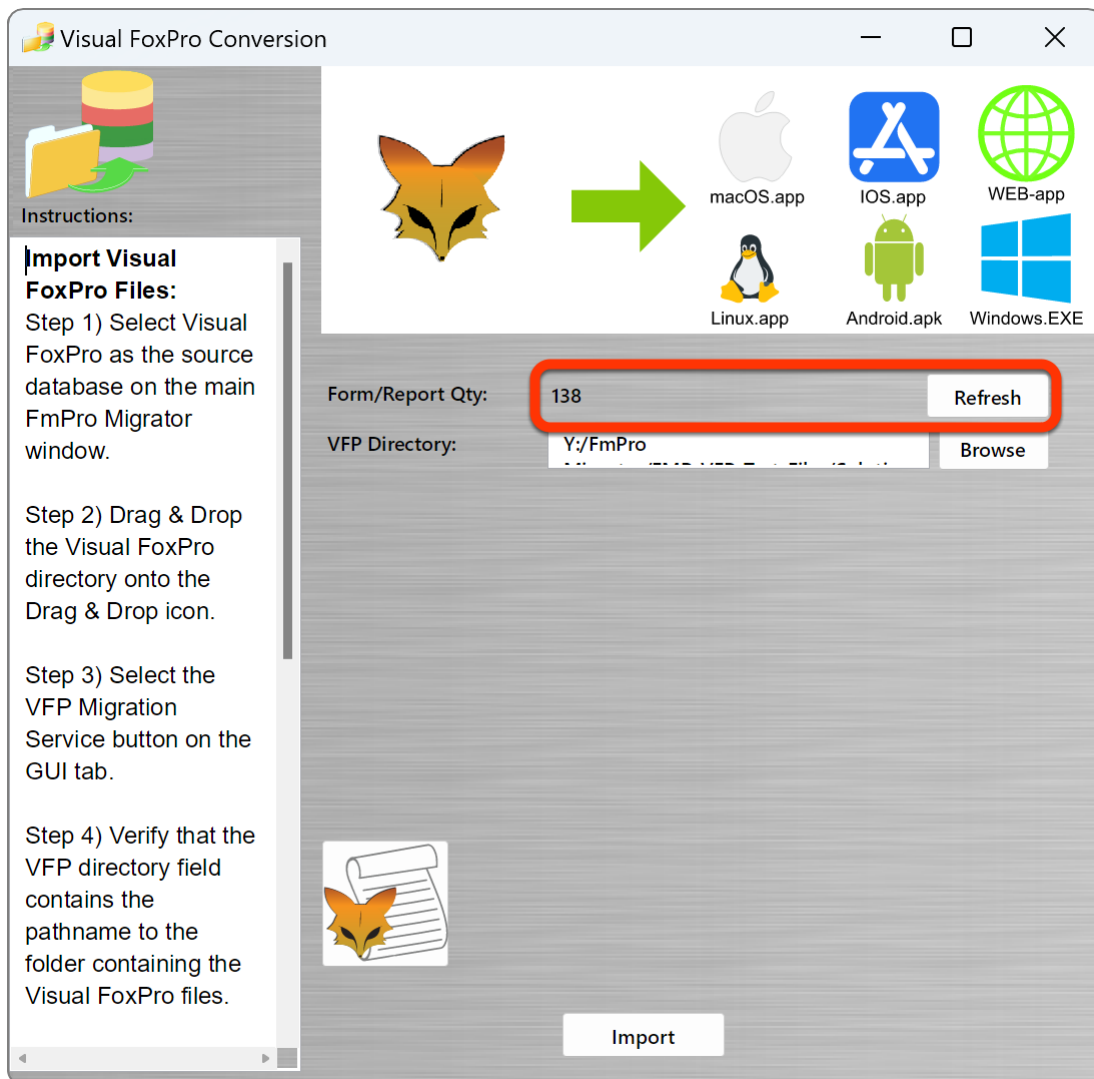 Visual FoxPro Conversion
Instructions:
Import Visual
FoxPro Files:
Step 1) Select Visual
FoxPro as the source
database on the main
FmPro Migrator
window.
Step 2) Drag & Drop
the Visual FoxPro
directory onto the
Drag & Drop icon.
Step 3) Select the
VFP Migration
Service button on the
GUI tab.
Step 4) Verify that the
VFP directory field
contains the
pathname to the
folder containing the
Visual FoxPro files.
macOS.app
IOS.app
WEB-app
Linux.app
Android.apk
Windows.EXE
Form/Report Qty:
138
Refresh
VFP Directory:
Y:/FmPro
Browse
Import